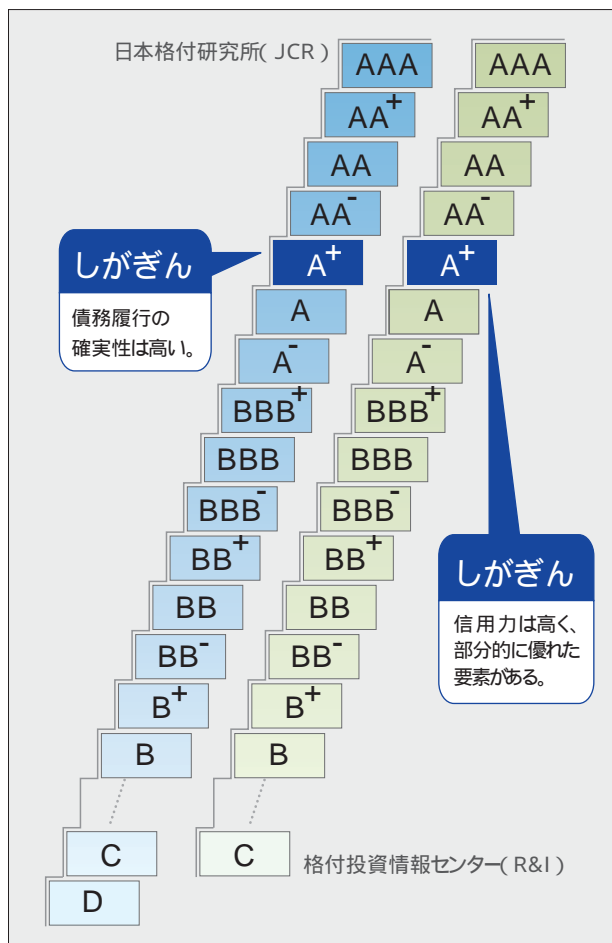 日本格付研究所(JCR)
AAA
AA+
AA
AA-
A+
A
A-
BBB+
BBB
BBB-
BB+
BB
BB-
B+
B
C
D
しがぎん
債務履行の
確実性は高い。
AAA
AA+
AA
AA-
A+
A
A-
BBB+
BBB
BBB-
BB+
BB
BB-
B+
B
C
格付投資情報センター(R&I)
しがぎん
信用力は高く、
部分的に優れた
要素がある。